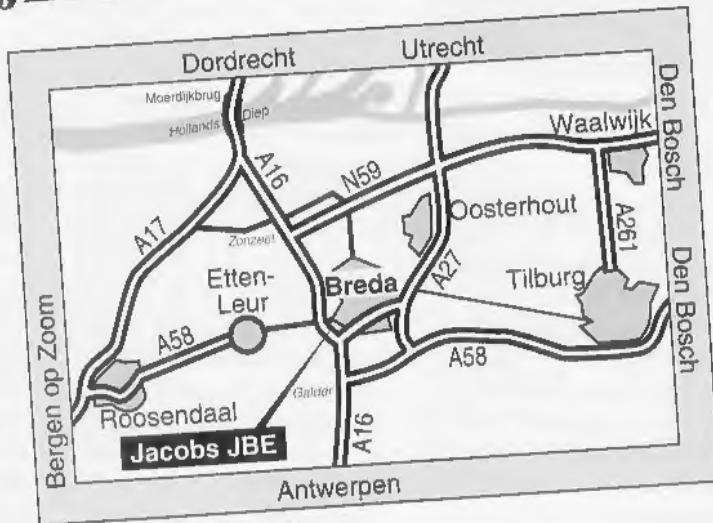 Dordrecht
Utrecht
Moerdijkbrug
Hollands Diep
Den Bosch
Waalwijk
A16
N59
A17
Zonzeel
Oosterhout
A261
A27
Etten-
Leur
Breda
Tilburg
Den Bosch
Bergen op Zoom
A58
A58
Galder
Roosendaal
A16
Jacobs JBE
Antwerpen